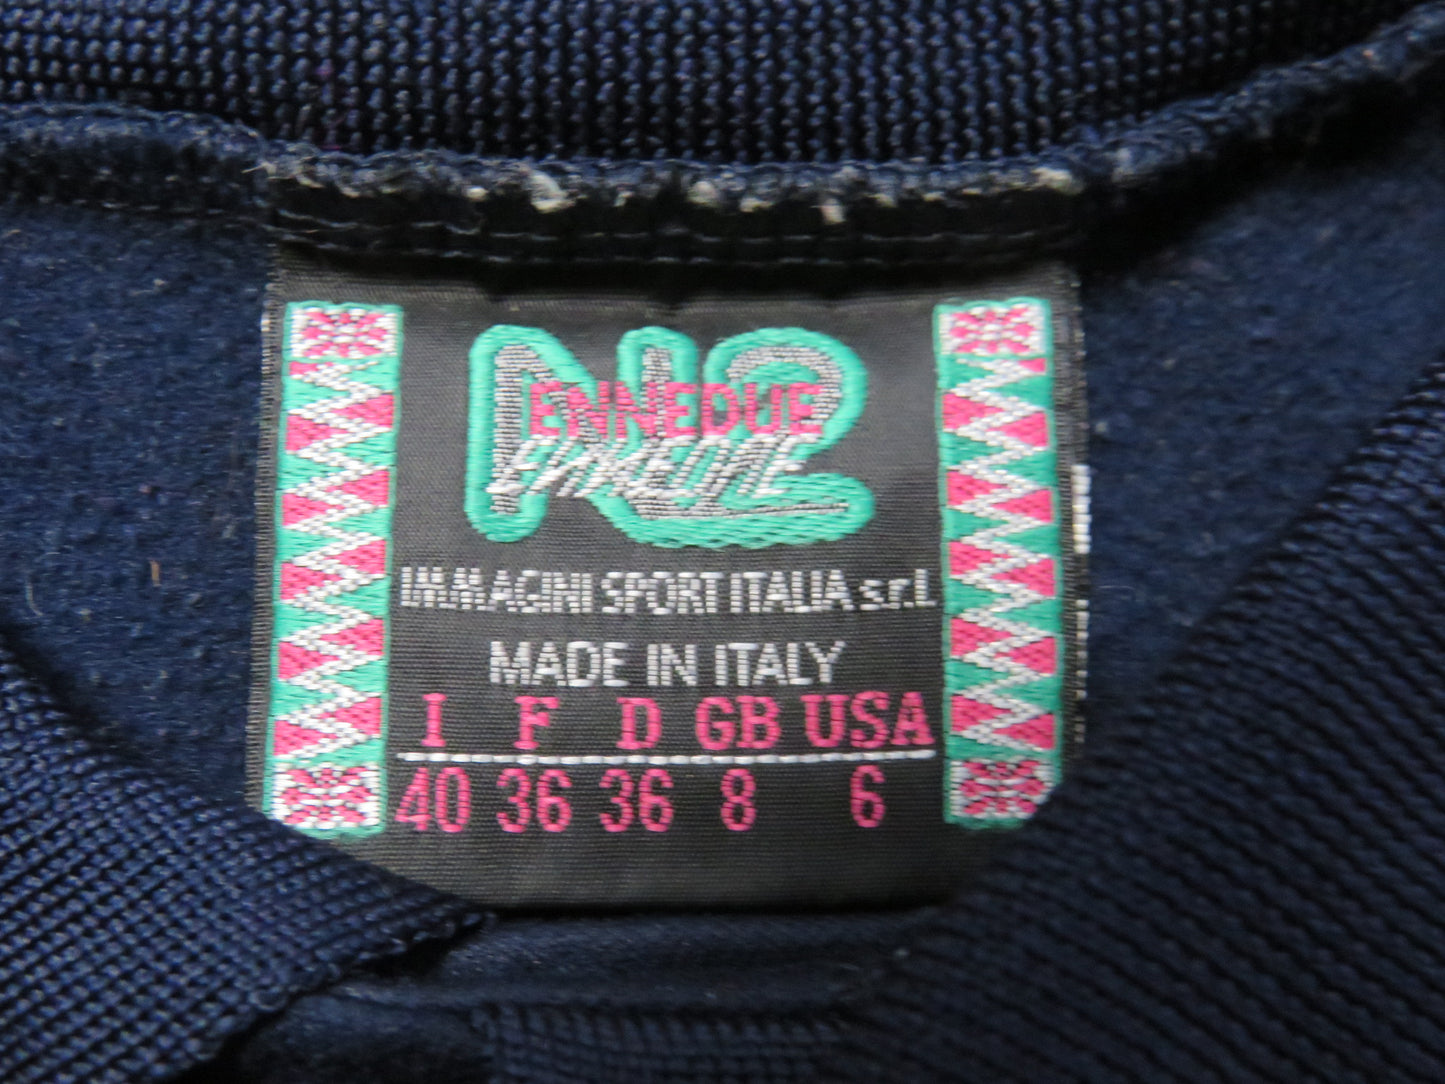 N2
ENNEDUE
IMMAGINI SPORT ITALIA s.r.l.
MADE IN ITALY
I F D GB USA
40 36 36 8 6